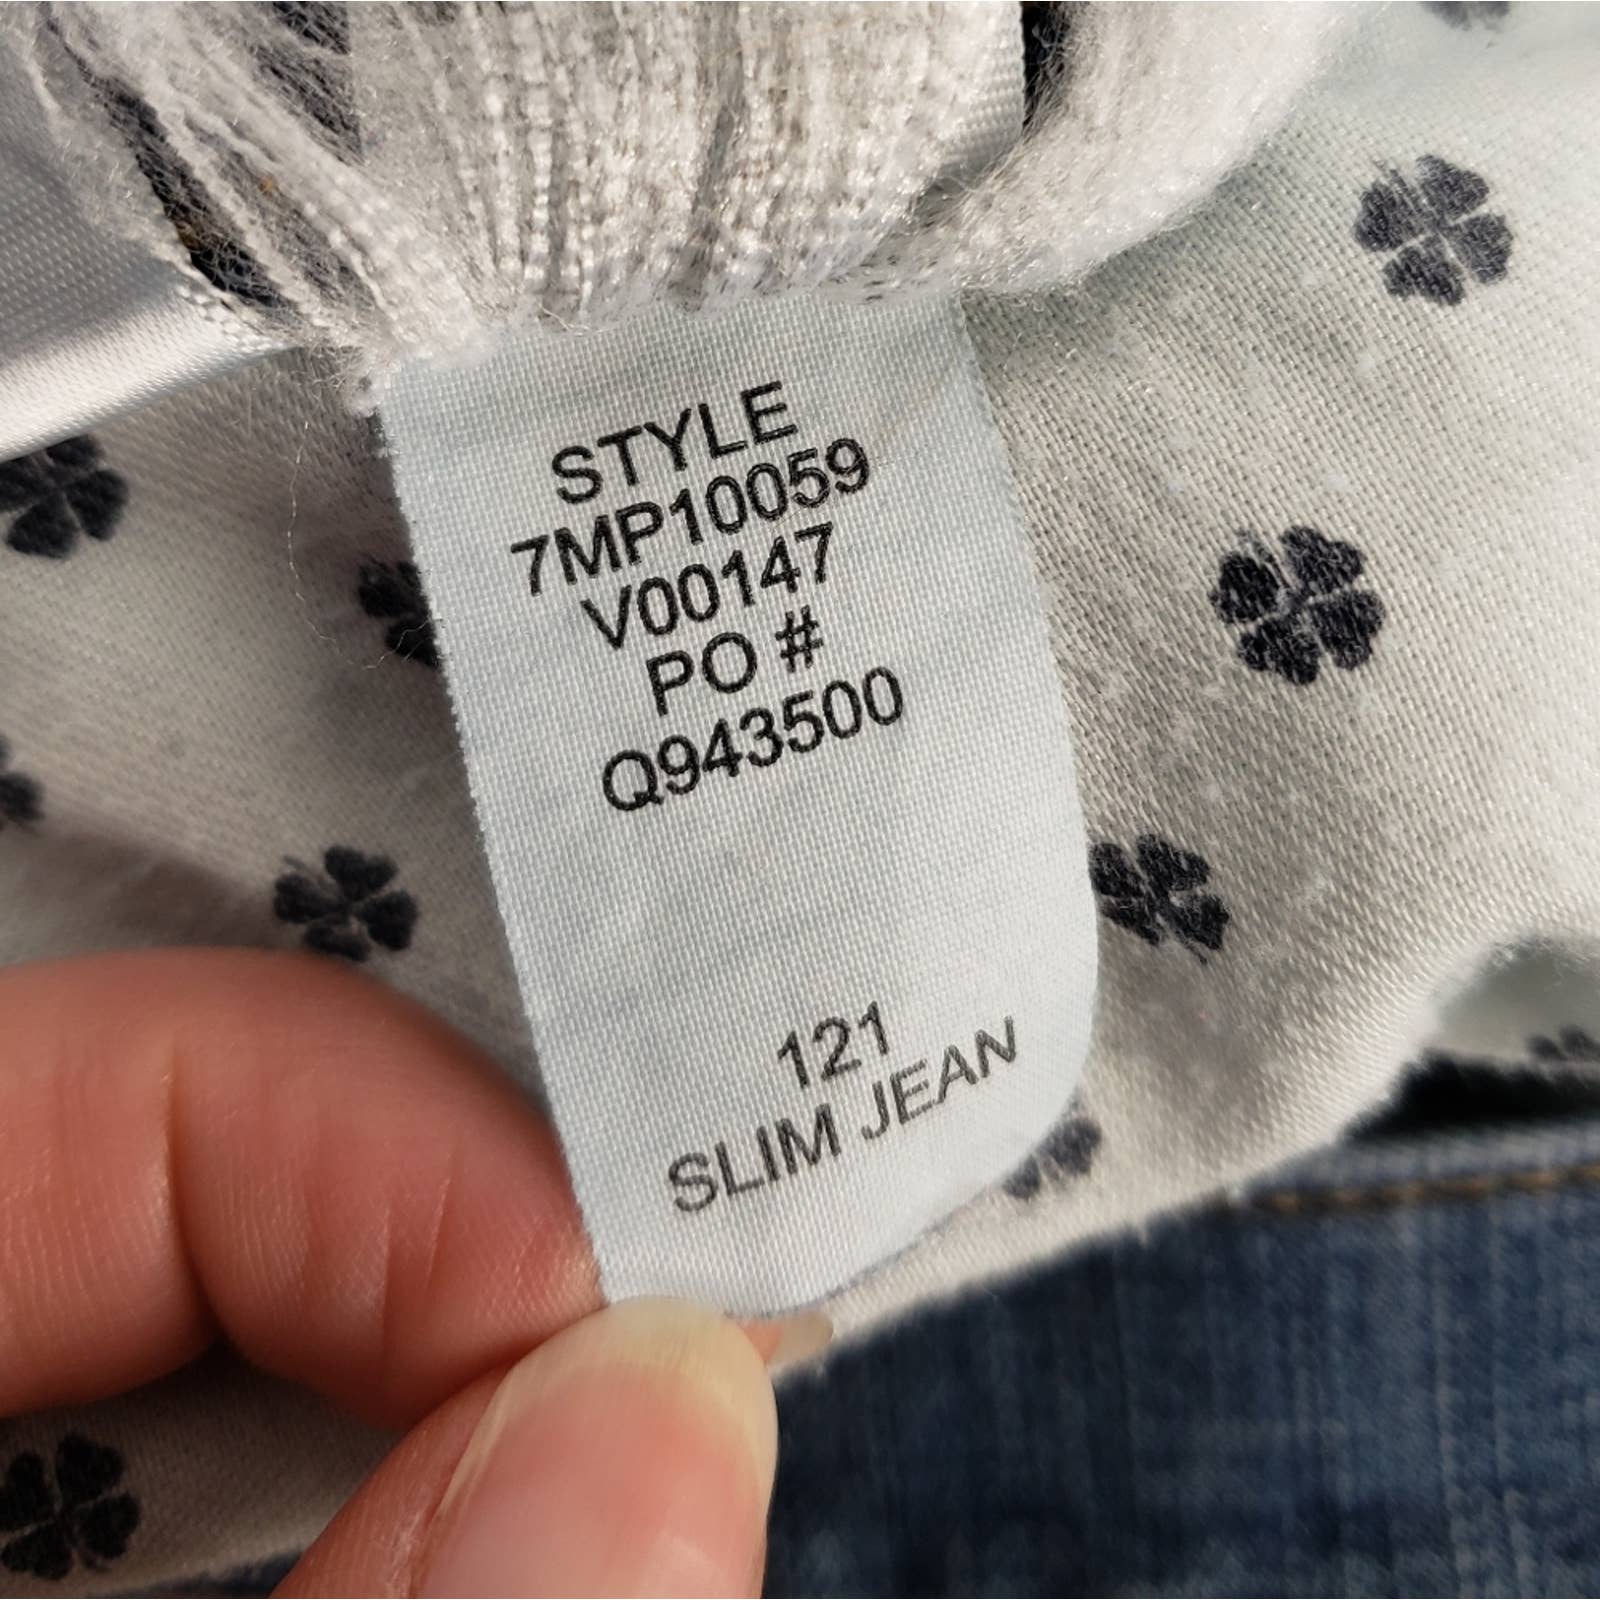 STYLE
7MP10059
V00147
PO #
Q943500
121
SLIM JEAN